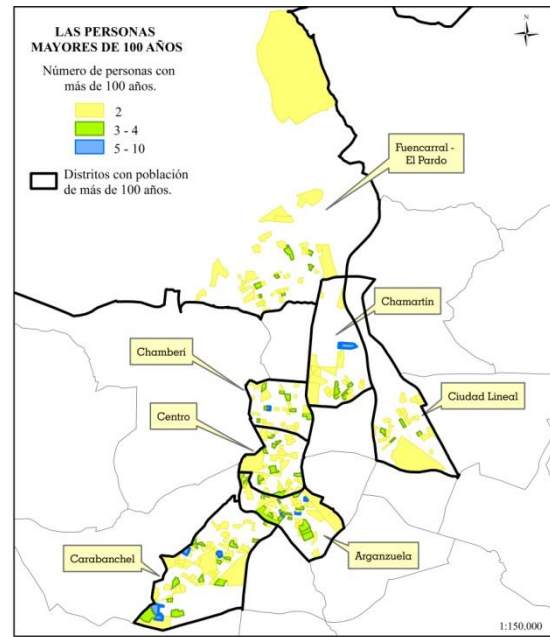 LAS PERSONAS
MAYORES DE 100 AÑOS
Número de personas con
más de 100 años.
2
3 - 4
5 - 10
Distritos con población
de más de 100 años.
N
Fuencarral -
El Pardo
Chamartín
Chamberí
Centro
Ciudad Lineal
Carabanchel
Arganzuela
1:150.000